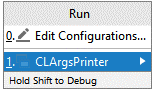 Run
0. Edit Configurations...
1. CLArgsPrinter
Hold Shift to Debug